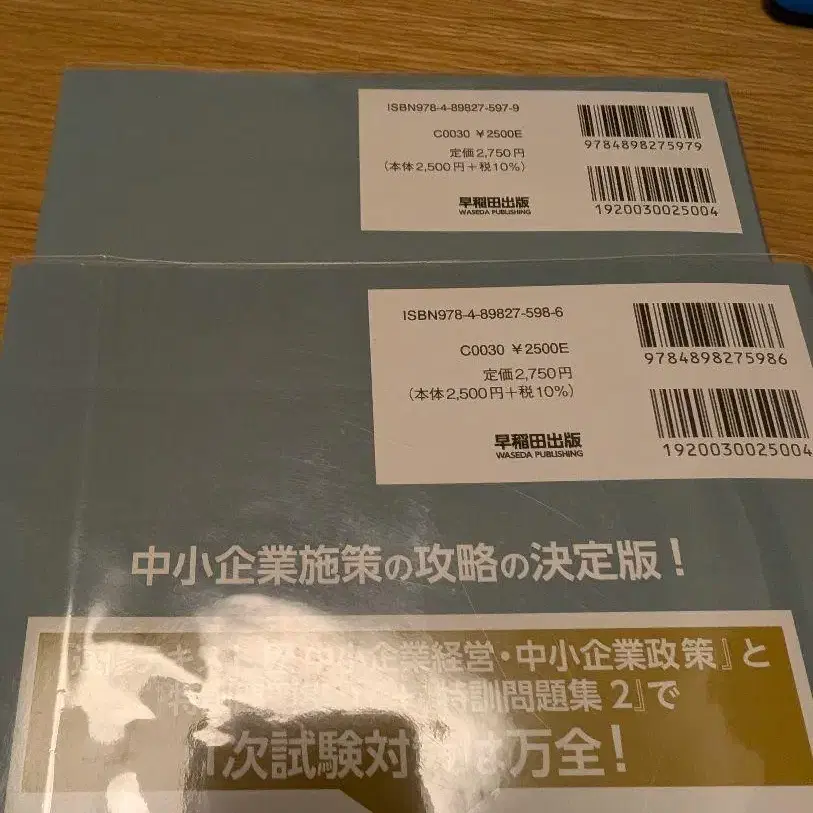 ISBN978-4-89827-597-9
C0030 ¥2500E
定価2,750円
(本体2,500円+税10%)
早稲田出版
WASEDA PUBLISHING
9784898275979
1920030025004
ISBN978-4-89827-598-6
C0030 ¥2500E
定価2,750円
(本体2,500円+税10%)
早稲田出版
WASEDA PUBLISHING
9784898275986
1920030025004
中小企業施策の攻略の決定版!
中小企業経営・中小企業政策』と
特訓問題集2』で
1次試験対 は万全!